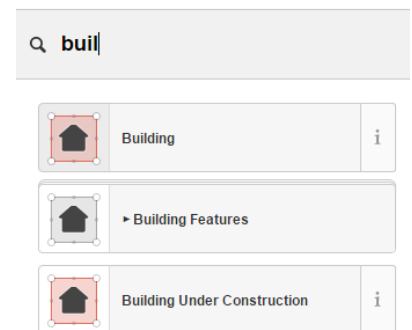 buil
Building
i
▸ Building Features
Building Under Construction
i